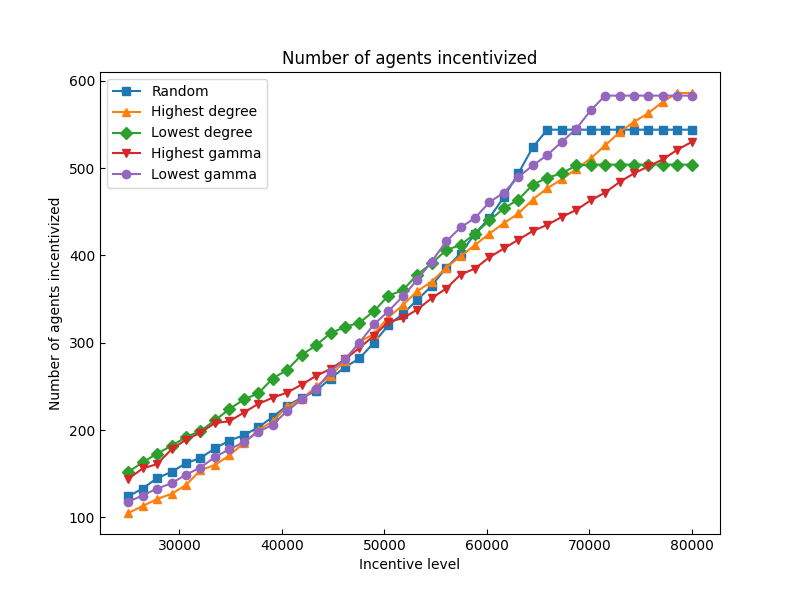 Number of agents incentivized
Random
Highest degree
Lowest degree
Highest gamma
Lowest gamma
Number of agents incentivized
600
500
400
300
200
100
30000 40000 50000 60000 70000 80000
Incentive level